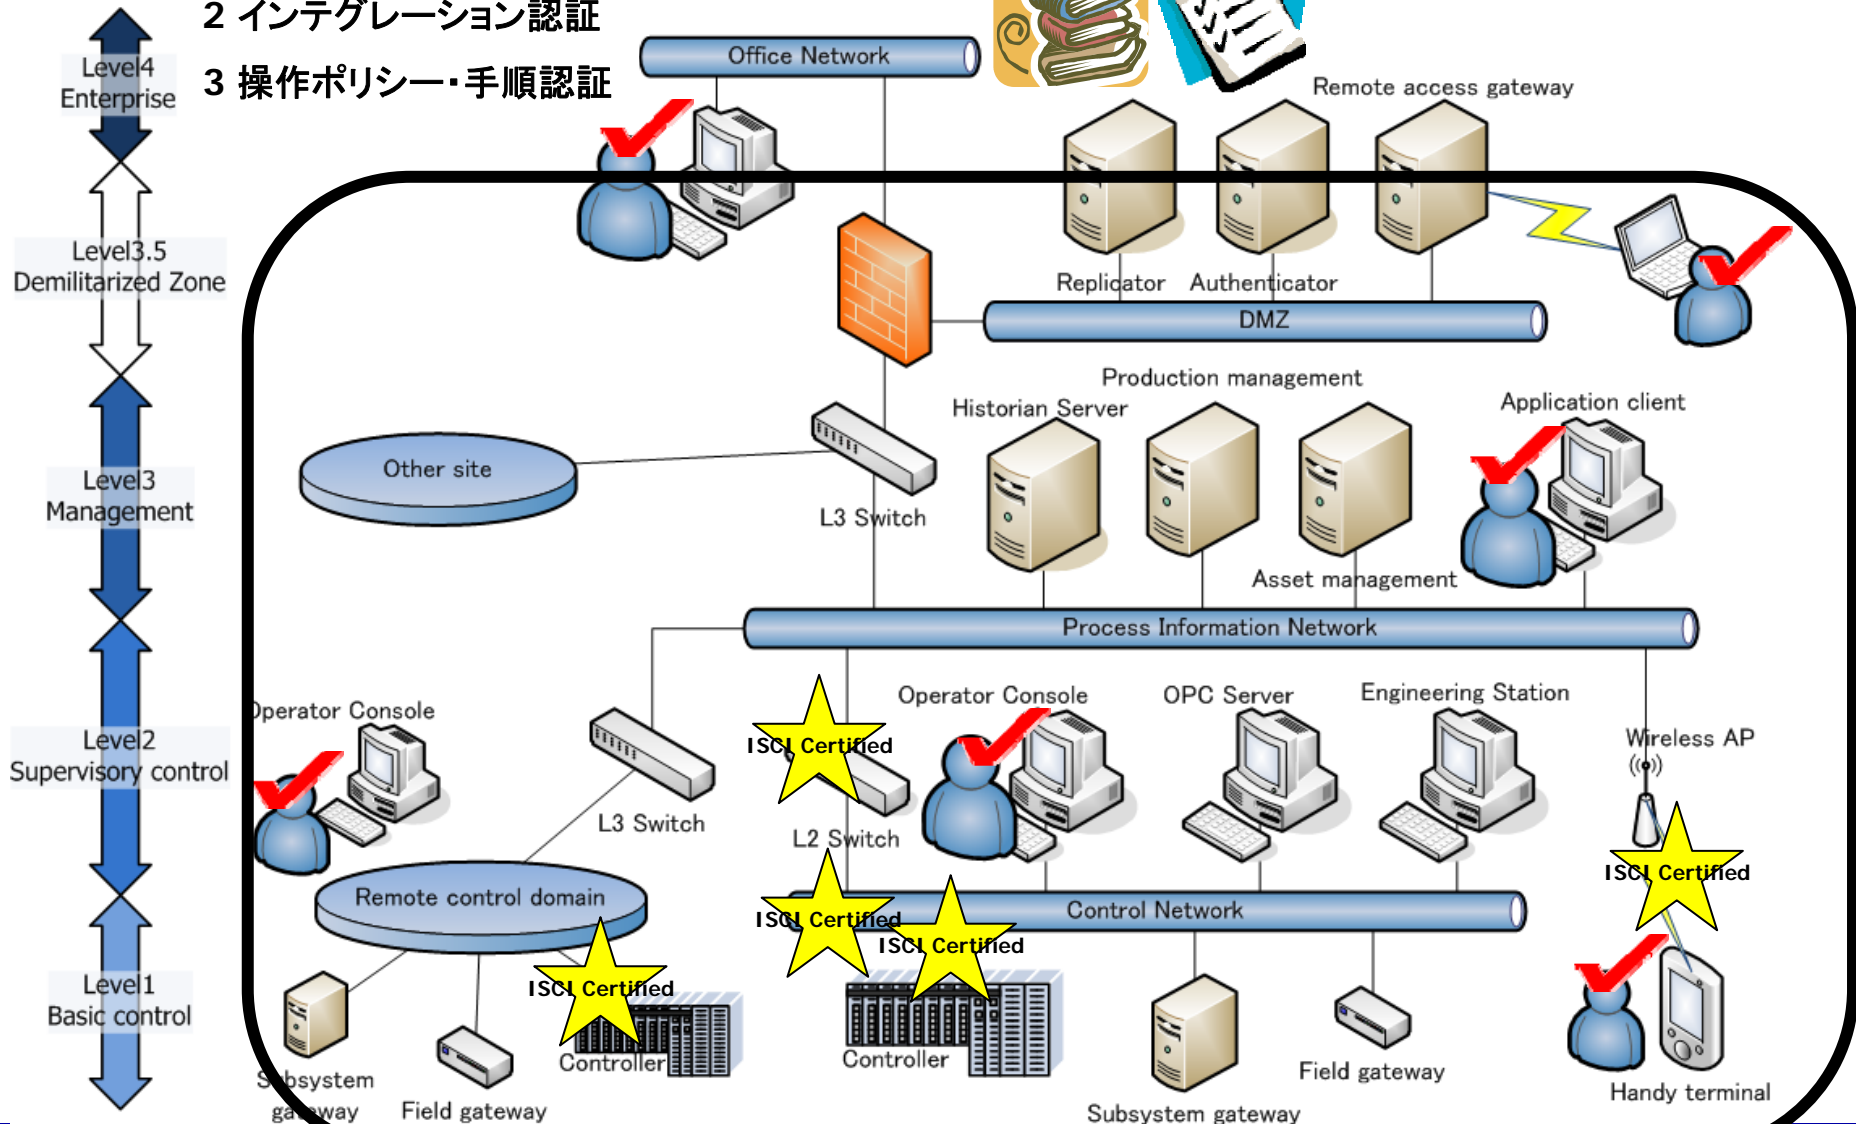 2 インテグレーション認証
3 操作ポリシー・手順認証
Level4
Enterprise
Office Network
Remote access gateway
Level3.5
Demilitarized Zone
Replicator
Authenticator
DMZ
Production management
Historian Server
Application client
Level3
Management
Other site
L3 Switch
Asset management
Process Information Network
Operator Console
Operator Console
OPC Server
Engineering Station
Wireless AP
ISCI Certified
Level2
Supervisory control
L3 Switch
L2 Switch
ISCI Certified
Remote control domain
ISCI Certified
Control Network
ISCI Certified
ISCI Certified
Level1
Basic control
Controller
Controller
Subsystem
gateway
Field gateway
Field gateway
Subsystem gateway
Handy terminal